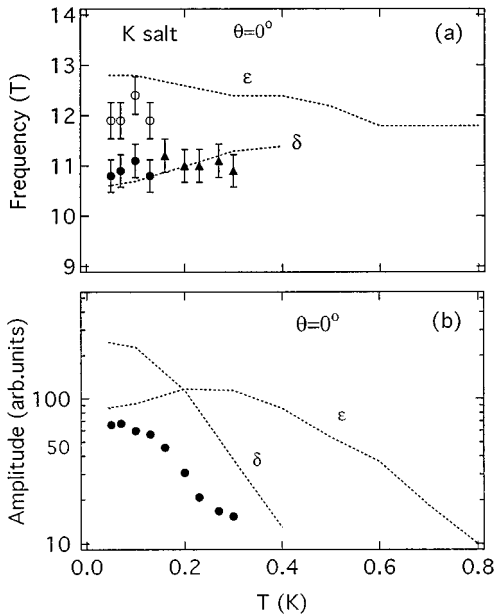 14
K salt θ=0° (a)
13
ε
12
δ
11
10
9
Frequency (T)
θ=0° (b)
100
ε
50
δ
10
Amplitude (arb.units)
0.0 0.2 0.4 0.6 0.8
T (K)